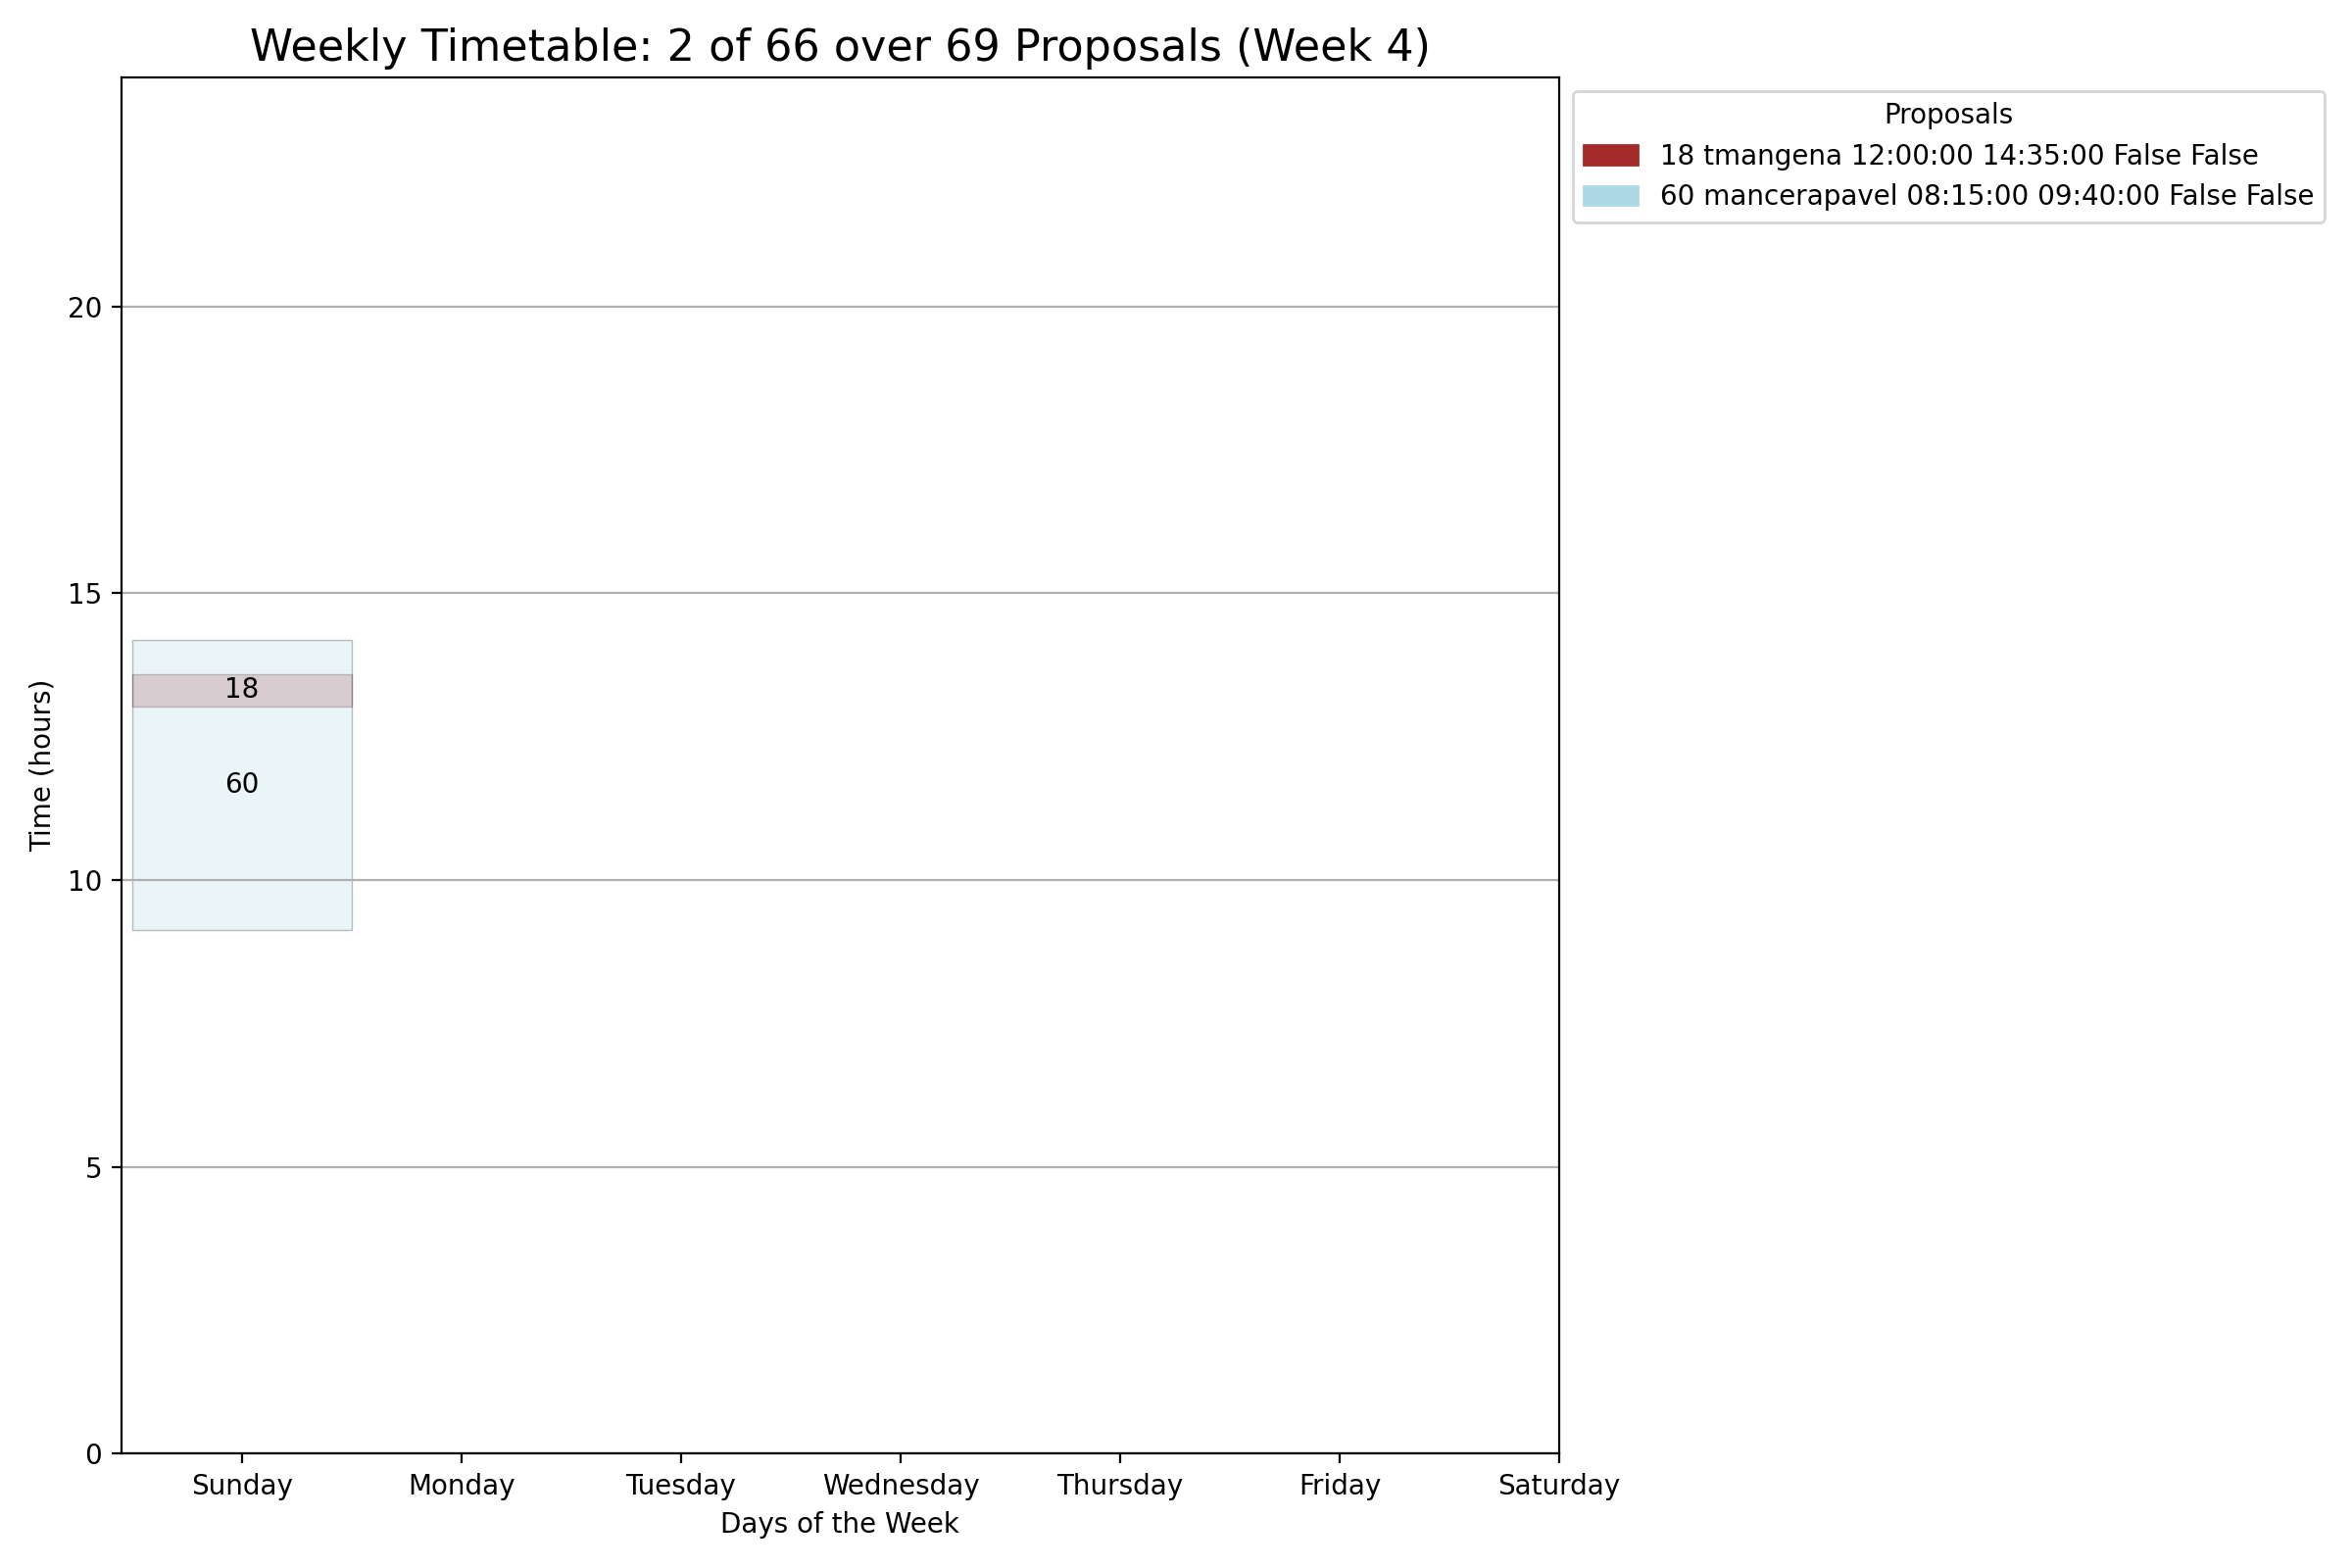 Weekly Timetable: 2 of 66 over 69 Proposals (Week 4)
Proposals
18 tmangena 12:00:00 14:35:00 False False
60 mancerapavel 08:15:00 09:40:00 False False
20
15
10
5
0
Time (hours)
18
60
Sunday Monday Tuesday Wednesday Thursday Friday Saturday
Days of the Week